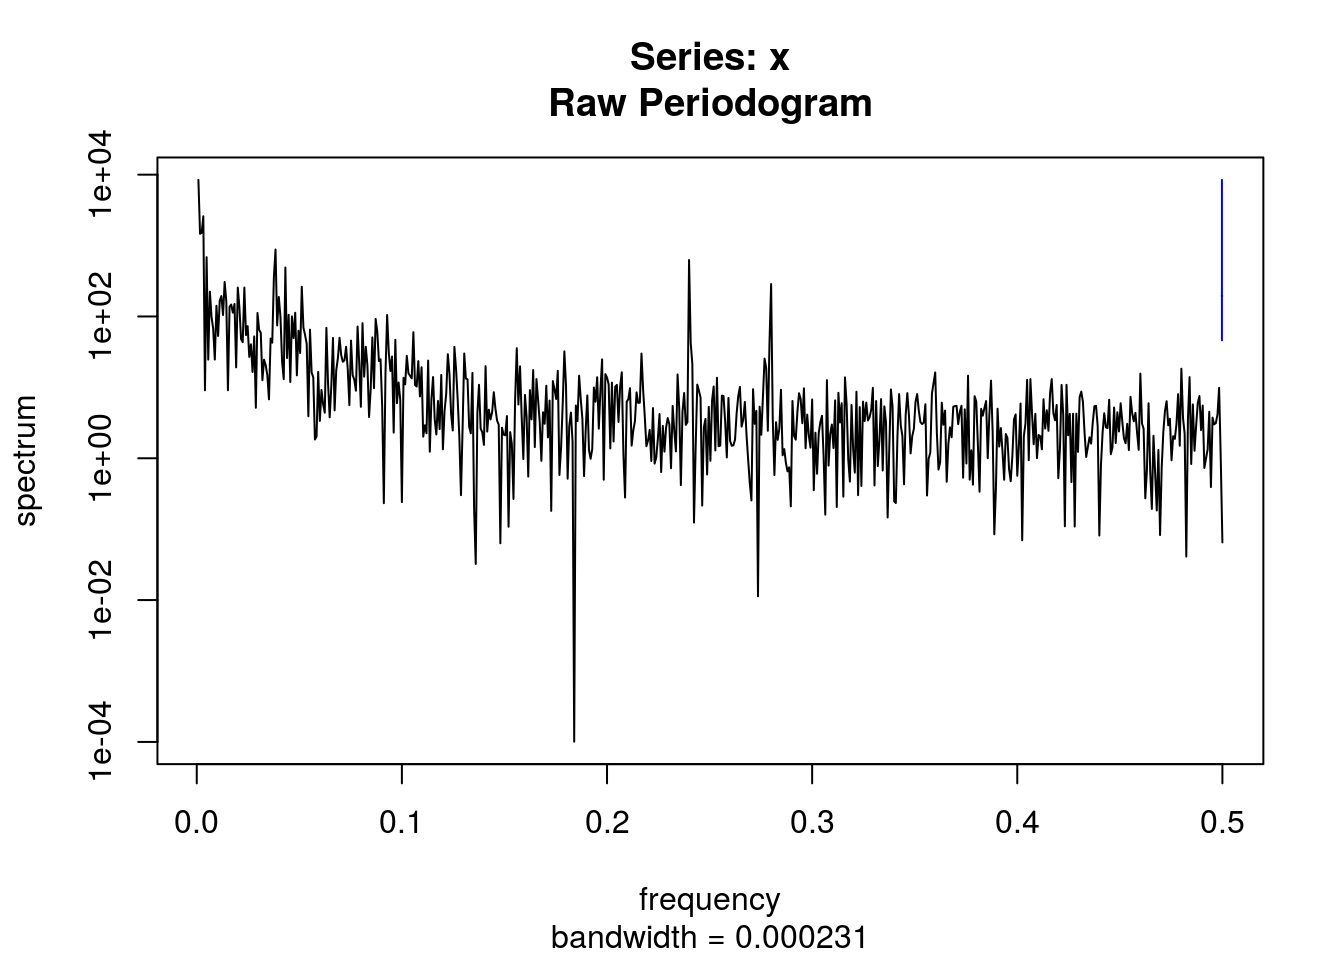 Series: x
Raw Periodogram
1e+04
1e+02
1e+00
1e-02
1e-04
spectrum
0.0 0.1 0.2 0.3 0.4 0.5
frequency
bandwidth = 0.000231